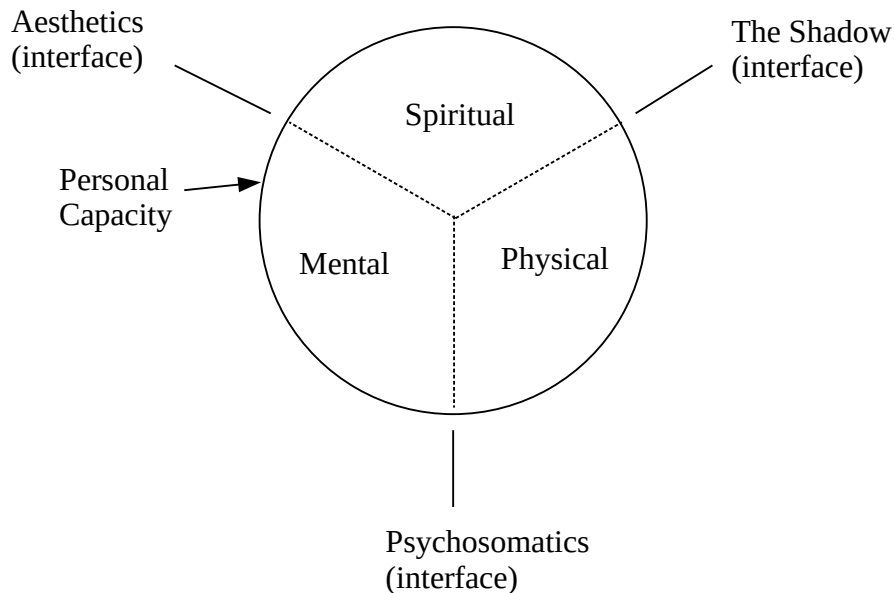 Aesthetics
(interface)
The Shadow
(interface)
Spiritual
Personal
Capacity
Mental
Physical
Psychosomatics
(interface)